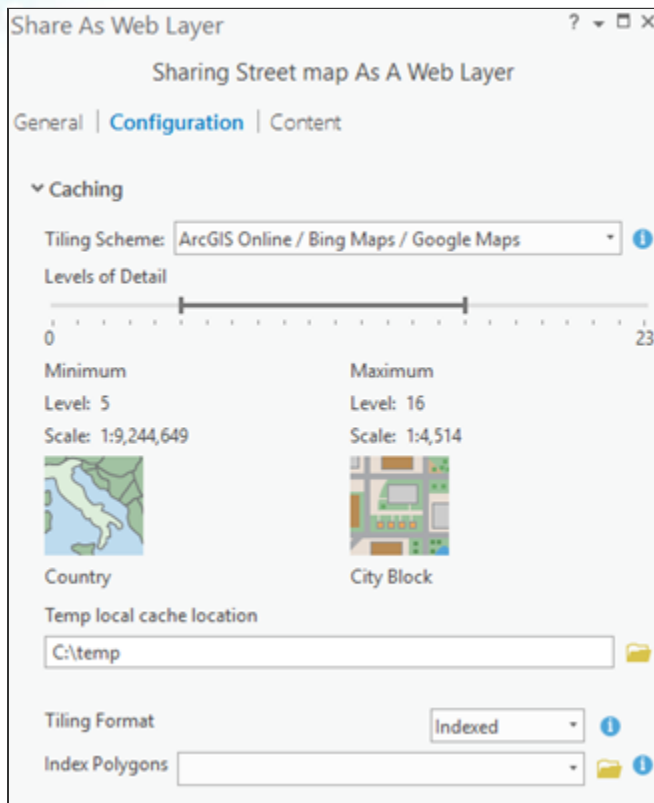 Share As Web Layer ?
Sharing Street map As A Web Layer
General | Configuration | Content
Caching
Tiling Scheme: ArcGIS Online / Bing Maps / Google Maps
Levels of Detail
0 23
Minimum Maximum
Level: 5 Level: 16
Scale: 1:9,244,649 Scale: 1:4,514
Country City Block
Temp local cache location
C:\temp
Tiling Format Indexed
Index Polygons